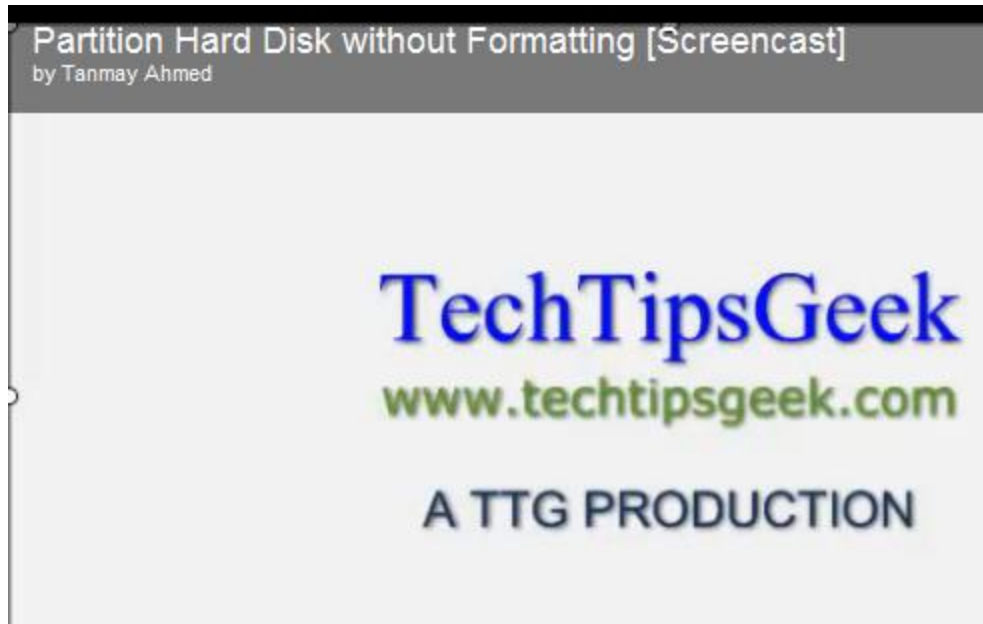 Partition Hard Disk without Formatting [Screencast]
by Tanmay Ahmed
TechTipsGeek
www.techtipsgeek.com
A TTG PRODUCTION